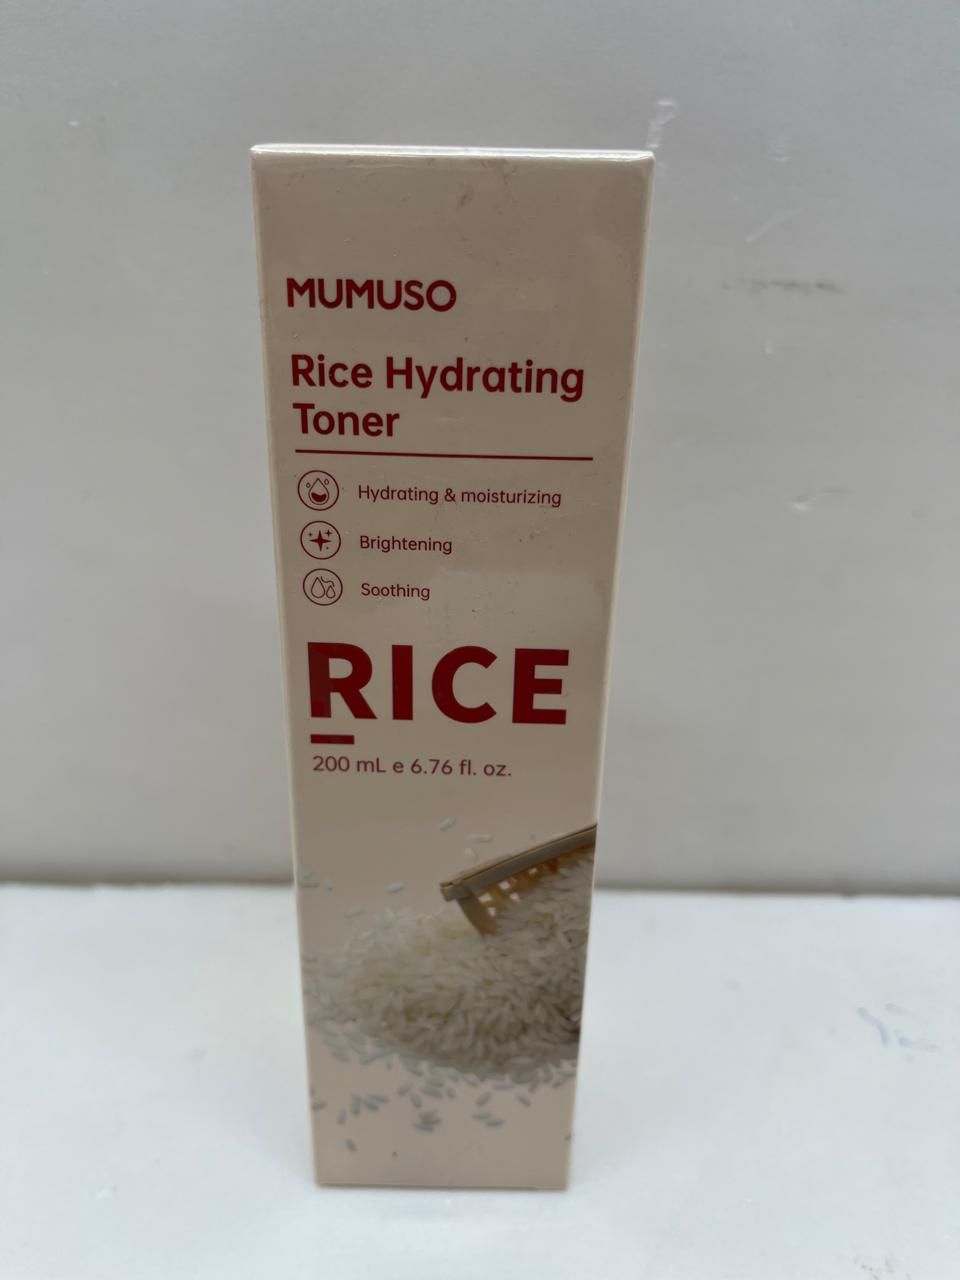 MUMUSO
Rice Hydrating
Toner
Hydrating & moisturizing
Brightening
Soothing
RICE
200 mL e 6.76 fl. oz.